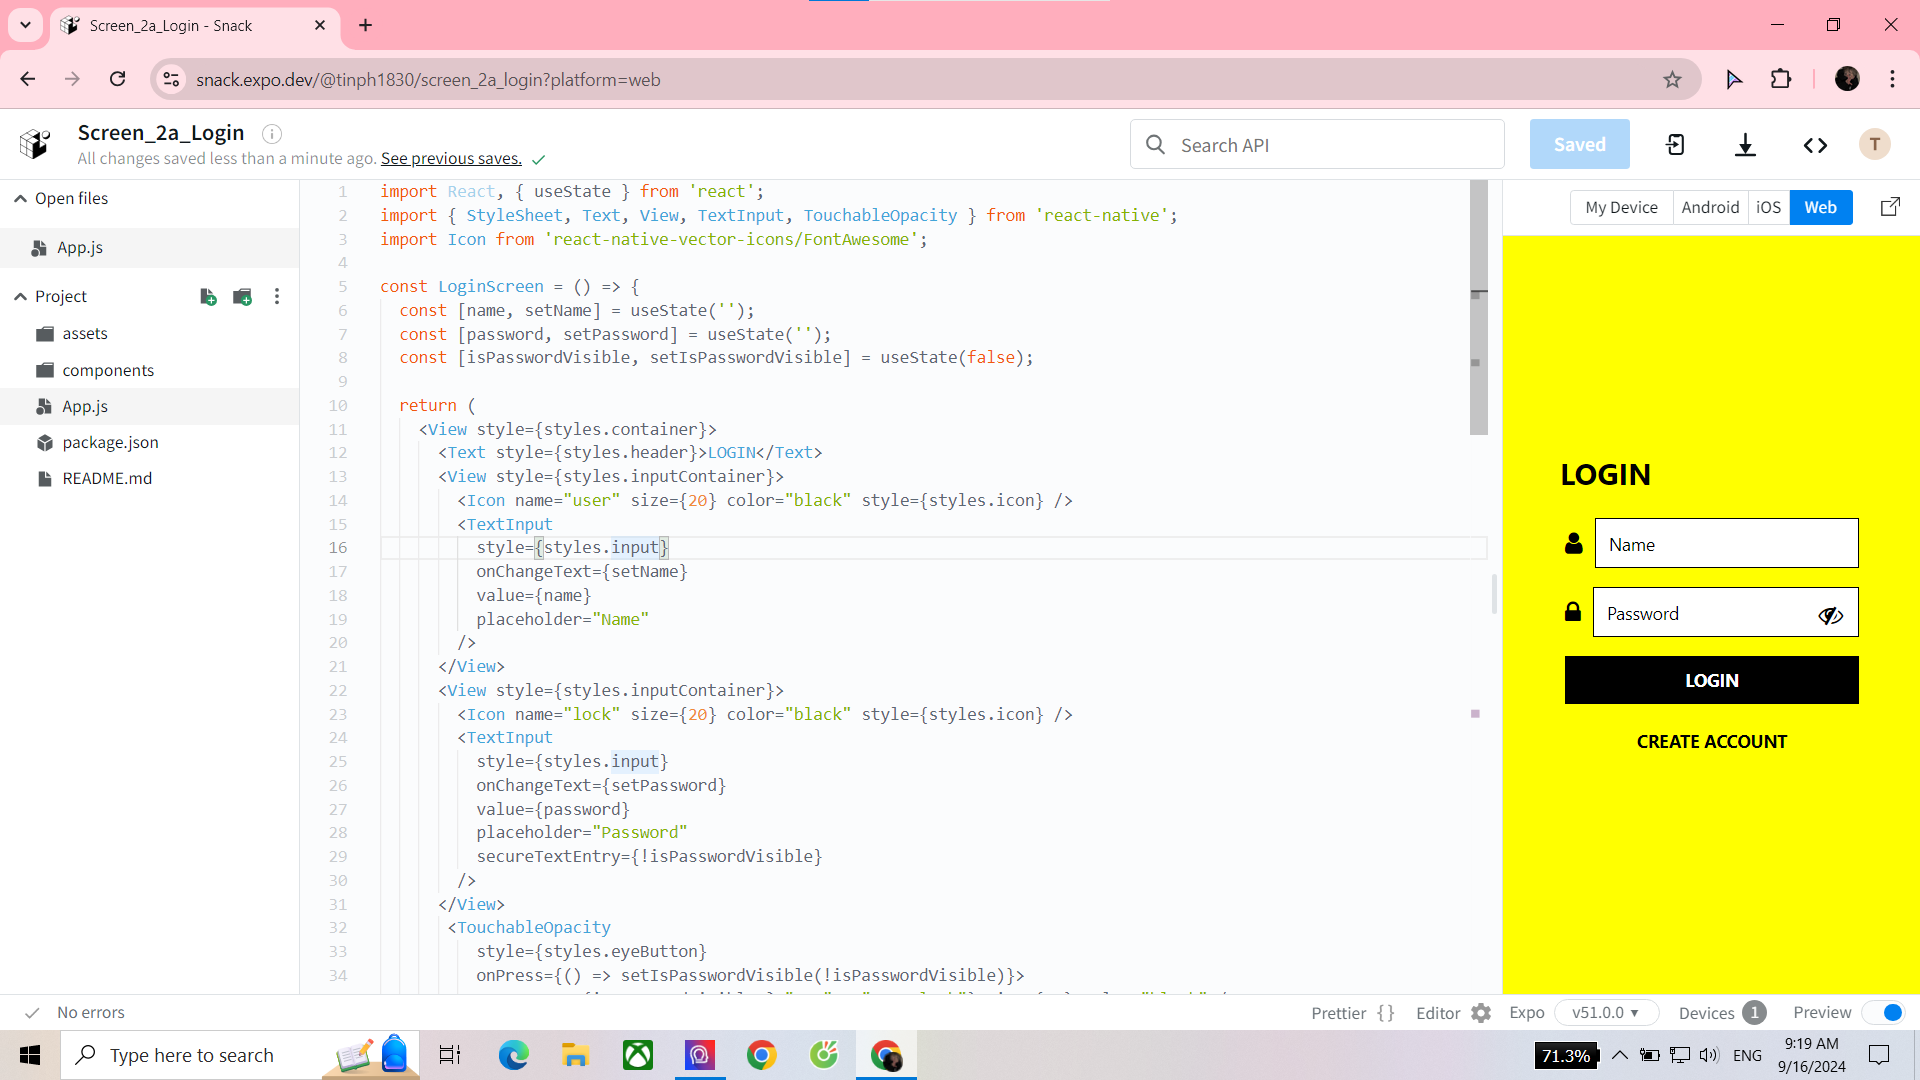 Screen_2a_Login - Snack
snack.expo.dev/@tinph1830/screen_2a_login?platform=web
Screen_2a_Login
All changes saved less than a minute ago. See previous saves.
Search API
Saved
T
Open files
App.js
Project
assets
components
App.js
package.json
README.md
1 import React, { useState } from 'react';
2 import { StyleSheet, Text, View, TextInput, TouchableOpacity } from 'react-native';
3 import Icon from 'react-native-vector-icons/FontAwesome';
4
5 const LoginScreen = () => {
6 const [name, setName] = useState('');
7 const [password, setPassword] = useState('');
8 const [isPasswordVisible, setIsPasswordVisible] = useState(false);
9
10 return (
11 <View style={styles.container}>
12 <Text style={styles.header}>LOGIN</Text>
13 <View style={styles.inputContainer}>
14 <Icon name="user" size={20} color="black" style={styles.icon} />
15 <TextInput
16 style={styles.input}
17 onChangeText={setName}
18 value={name}
19 placeholder="Name"
20 />
21 </View>
22 <View style={styles.inputContainer}>
23 <Icon name="lock" size={20} color="black" style={styles.icon} />
24 <TextInput
25 style={styles.input}
26 onChangeText={setPassword}
27 value={password}
28 placeholder="Password"
29 secureTextEntry={!isPasswordVisible}
30 />
31 </View>
32 <TouchableOpacity
33 style={styles.eyeButton}
34 onPress={() => setIsPasswordVisible(!isPasswordVisible)}>
My Device Android iOS Web
LOGIN
Name
Password
LOGIN
CREATE ACCOUNT
No errors
Prettier {} Editor Expo v51.0.0 Devices 1 Preview
Type here to search
71.3%
ENG
9:19 AM
9/16/2024